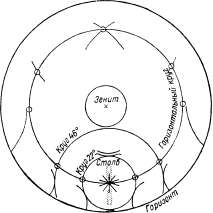 Зенит
Горизонтальный круг
Круг 46°
Круг 22°
Столб
Горизонт